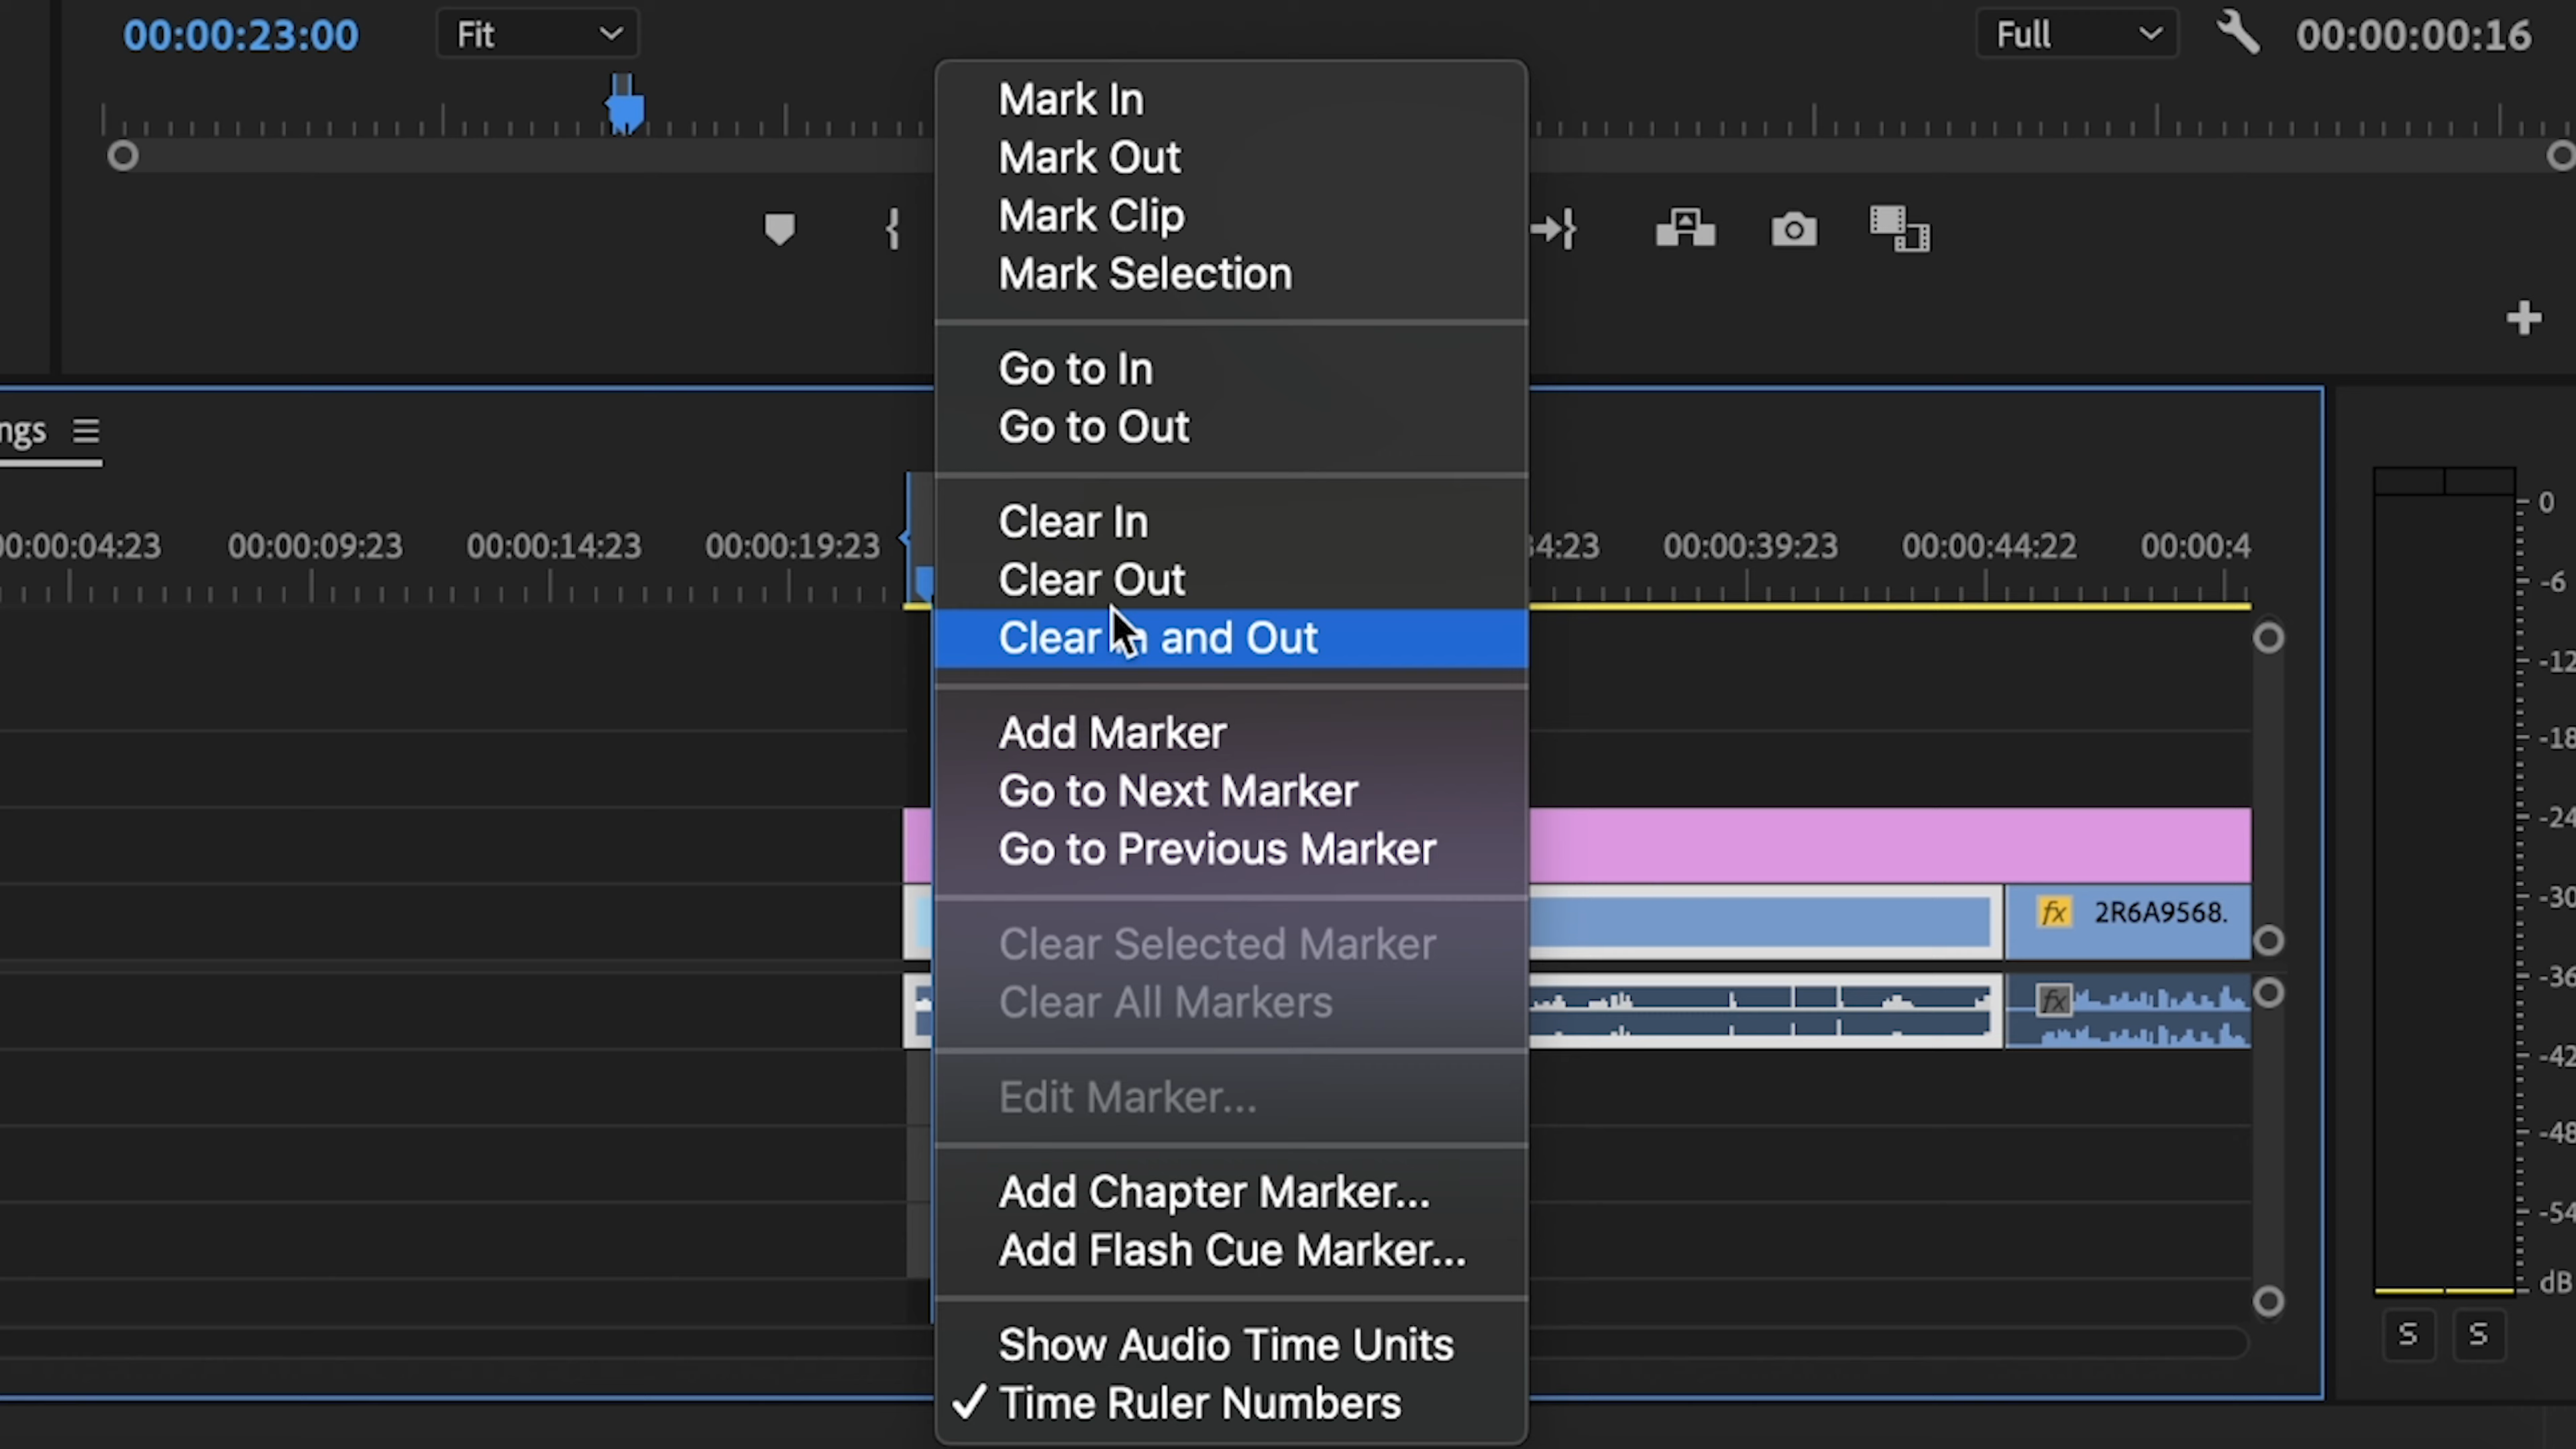 00:00:23:00
Fit
Full
00:00:00:16
Mark In
Mark Out
Mark Clip
Mark Selection
Go to In
Go to Out
ngs
Clear In
Clear Out
Clear In and Out
00:00:04:23
00:00:09:23
00:00:14:23
00:00:19:23
34:23
00:00:39:23
00:00:44:22
00:00:4
Add Marker
Go to Next Marker
Go to Previous Marker
Clear Selected Marker
Clear All Markers
Edit Marker...
Add Chapter Marker...
Add Flash Cue Marker...
Show Audio Time Units
✓ Time Ruler Numbers
fx 2R6A9568.
fx
0
-6
-12
-18
-24
-30
-36
-42
-48
-54
dB
S S